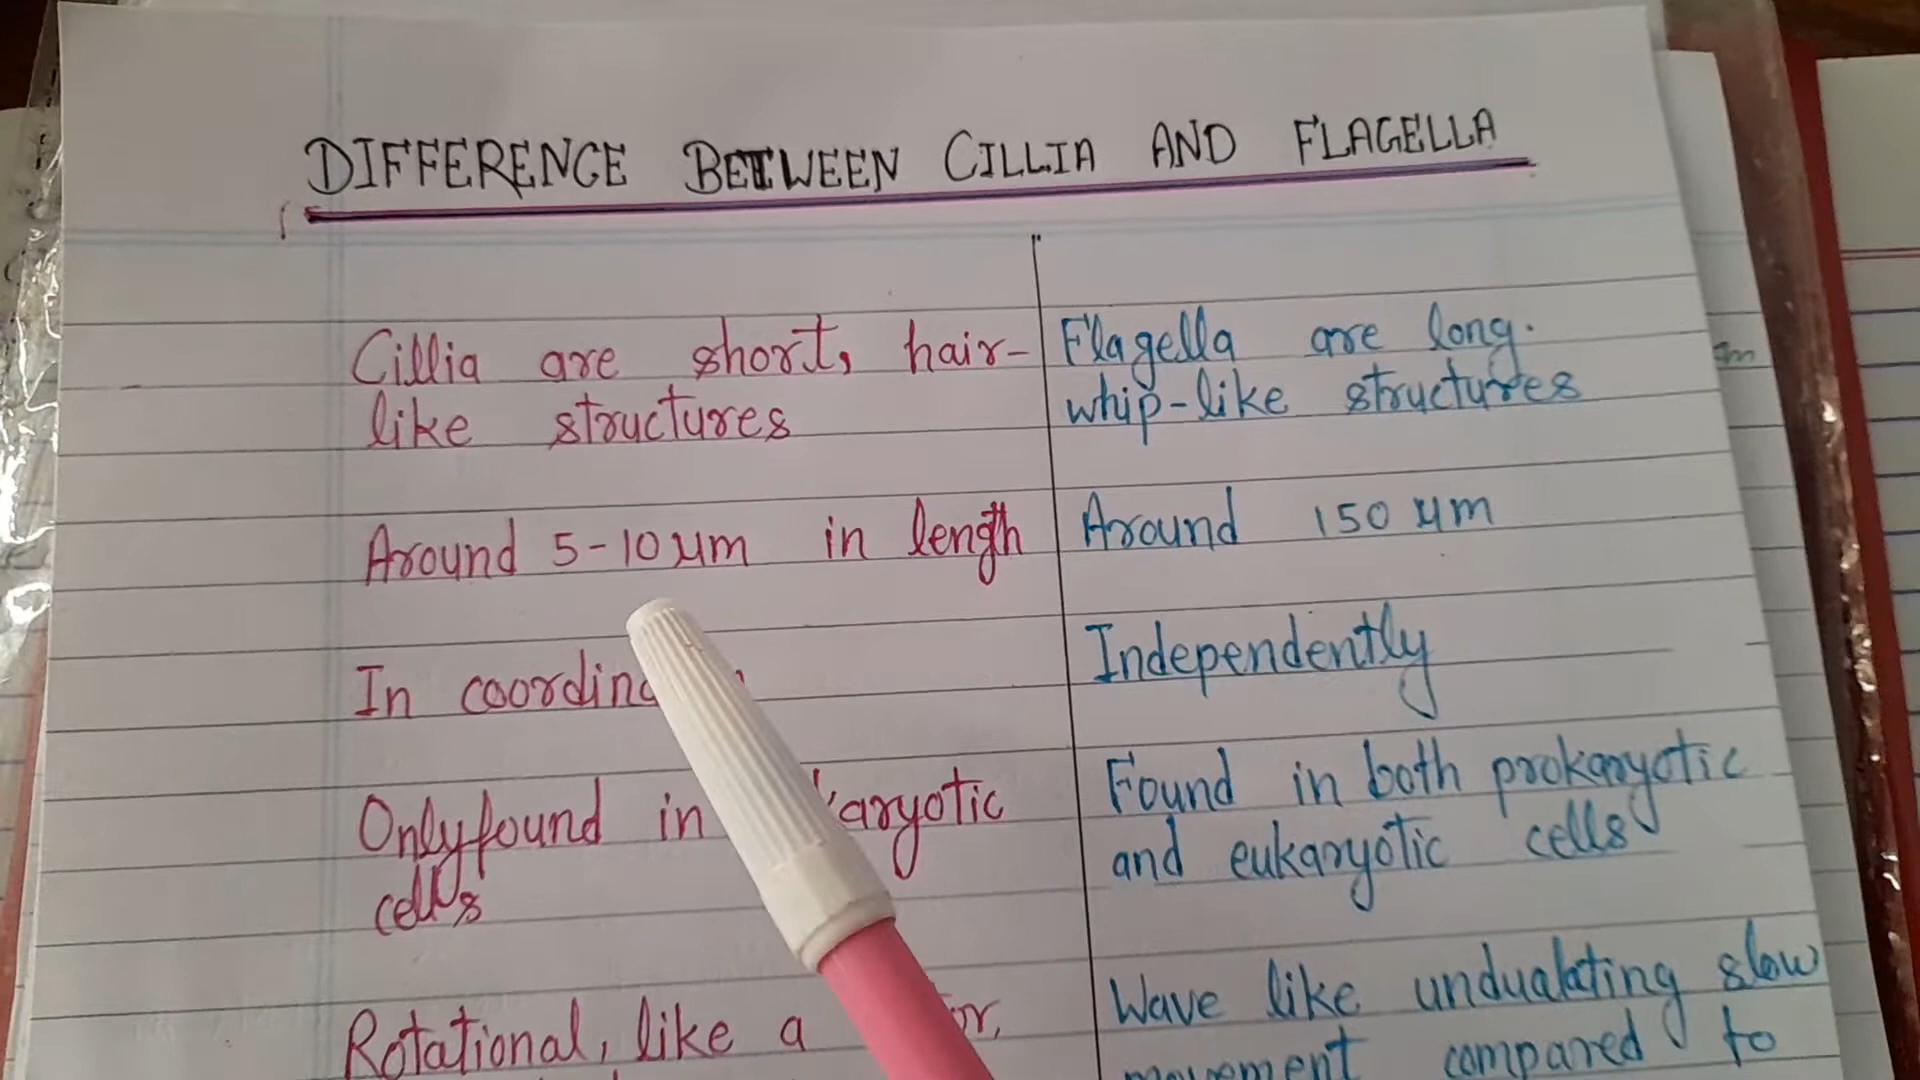 DIFFERENCE BETWEEN CILLIA AND FLAGELLA
Cillia are short, hair-
like structures
Around 5-10 µm in length
In
Only found in
cells
Rotational, like a
Flagella are long.
whip-like structures
Around 150 µm
Independently
Found in both prokaryotic
and eukaryotic cells
Wave like undualating slow
movement compared to